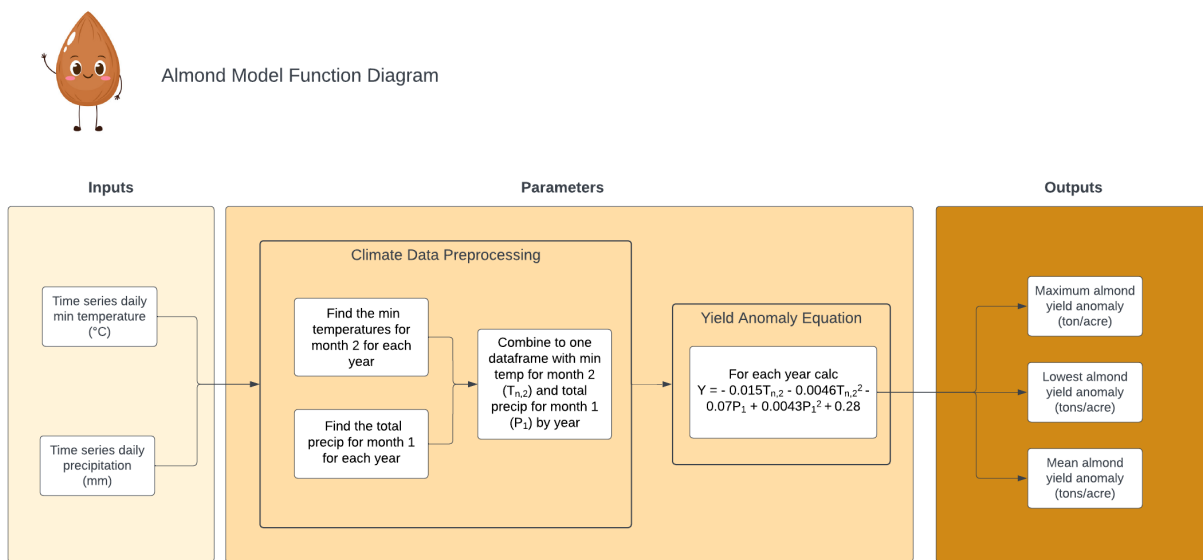 Almond Model Function Diagram
Inputs
Parameters
Outputs
Time series daily
min temperature
(°C)
Time series daily
precipitation
(mm)
Climate Data Preprocessing
Find the min
temperatures for
month 2 for each
year
Find the total
precip for month 1
for each year
Combine to one
dataframe with min
temp for month 2
(Tₙ,₂) and total
precip for month 1
(P₁) by year
Yield Anomaly Equation
For each year calc
Y = - 0.015Tₙ,₂ - 0.0046Tₙ,₂² -
0.07P₁ + 0.0043P₁² + 0.28
Maximum almond
yield anomaly
(ton/acre)
Lowest almond
yield anomaly
(tons/acre)
Mean almond
yield anomaly
(tons/acre)